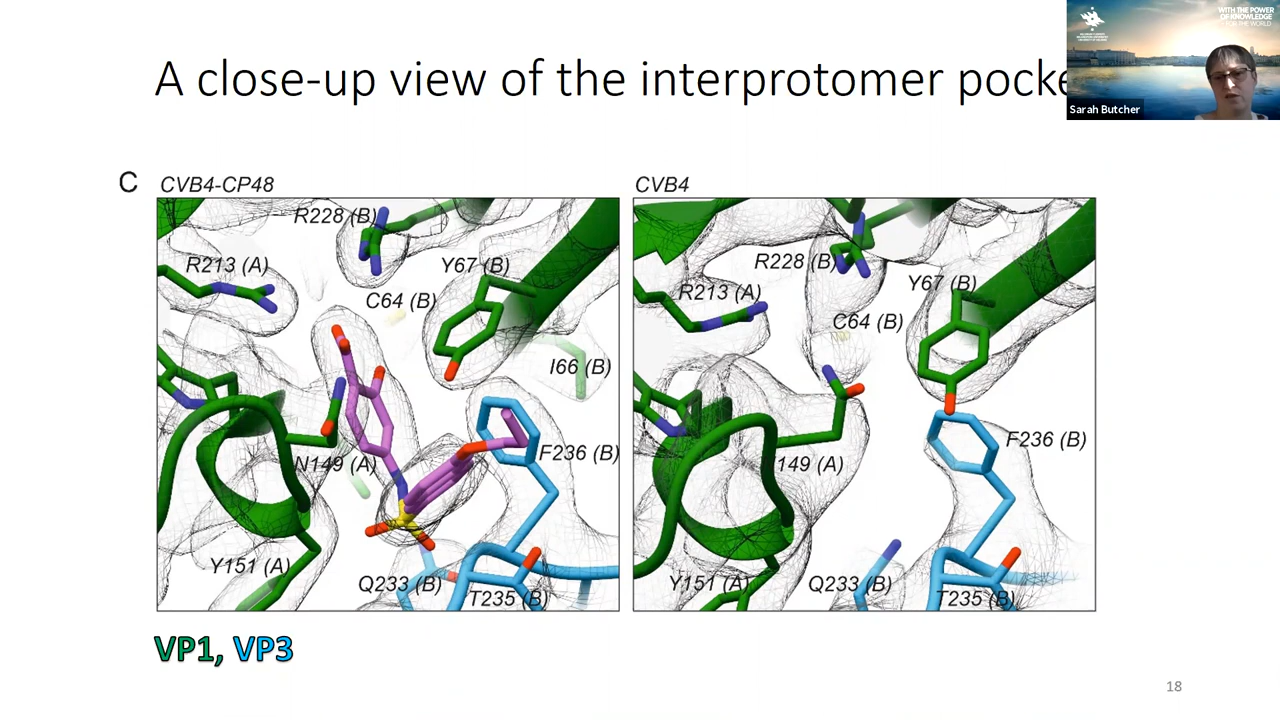 WITH THE POWER
OF KNOWLEDGE
FOR THE WORLD
Sarah Butcher
A close-up view of the interprotomer pocke
C
CVB4-CP48
R228 (B)
R213 (A)
Y67 (B)
C64 (B)
I66 (B)
N149 (A)
F236 (B)
Y151 (A)
Q233 (B)
T235 (B)
CVB4
R228 (B)
R213 (A)
Y67 (B)
C64 (B)
149 (A)
F236 (B)
Y151 (A)
Q233 (B)
T235 (B)
VP1, VP3
18